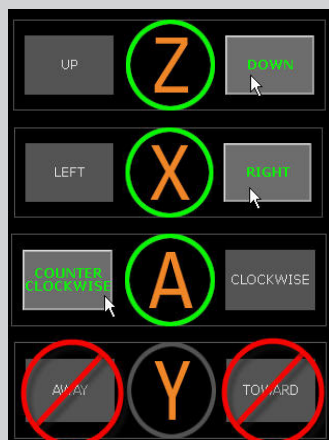 UP Z DOWN
LEFT X RIGHT
COUNTER
CLOCKWISE A CLOCKWISE
AWAY Y TOWARD